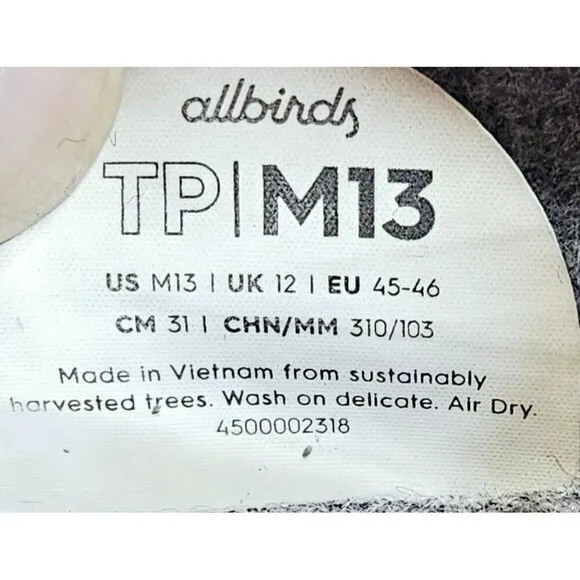 allbirds
TP|M13
US M13 | UK 12 | EU 45-46
CM 31 | CHN/MM 310/103
Made in Vietnam from sustainably
harvested trees. Wash on delicate. Air Dry.
4500002318